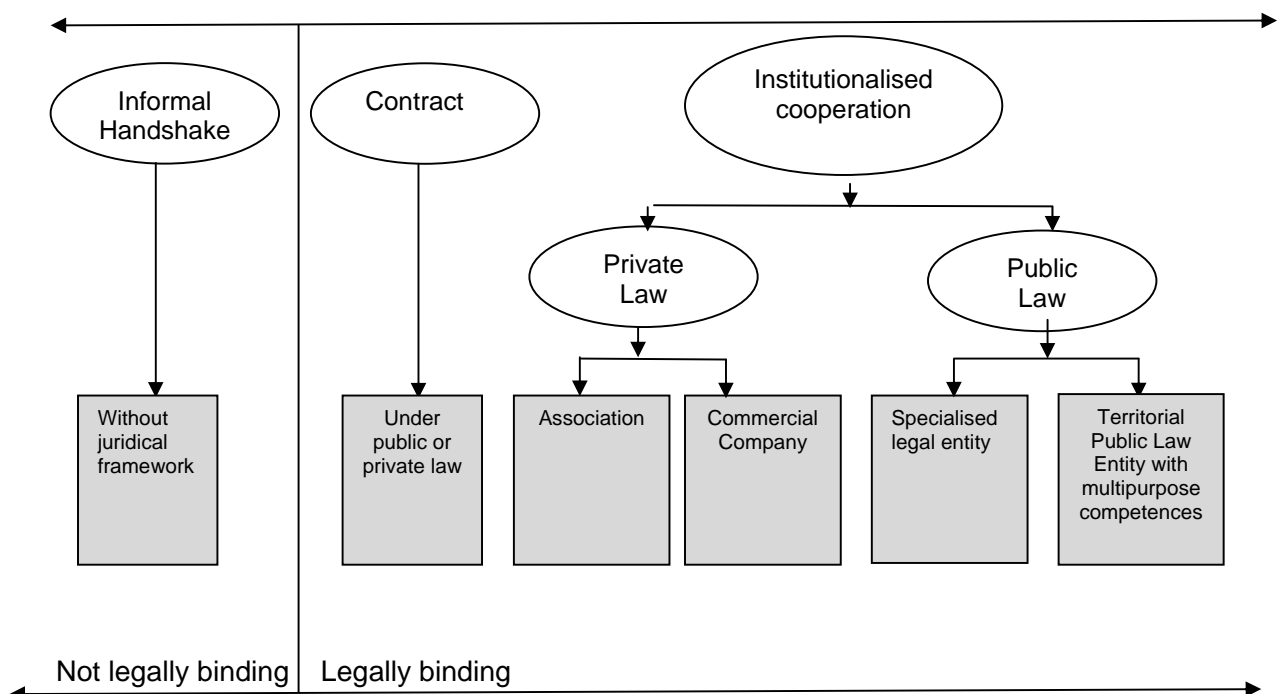 Informal
Handshake
Contract
Institutionalised
cooperation
Private
Law
Public
Law
Without
juridical
framework
Under
public or
private law
Association
Commercial
Company
Specialised
legal entity
Territorial
Public Law
Entity with
multipurpose
competences
Not legally binding
Legally binding